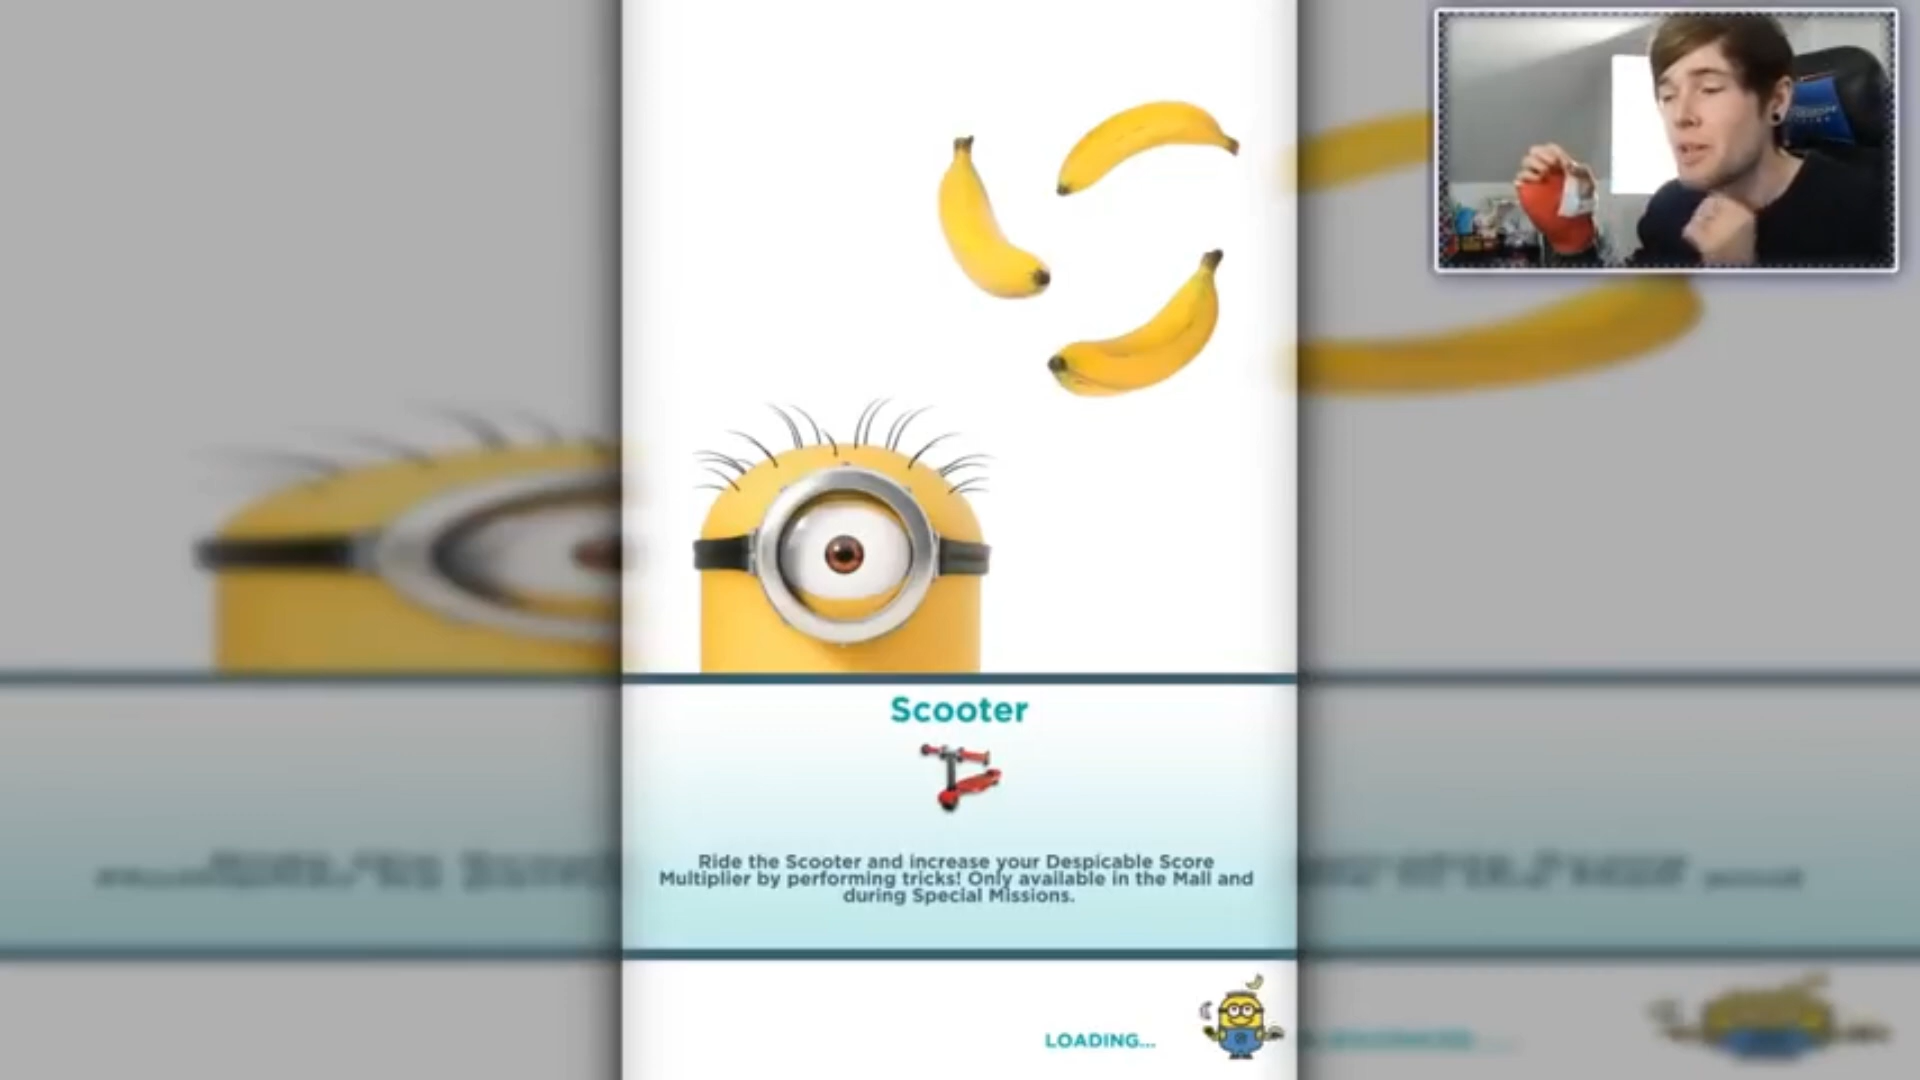 Scooter
Ride the Scooter and increase your Despicable Score
Multiplier by performing tricks! Only available in the Mall and
during Special Missions.
LOADING...